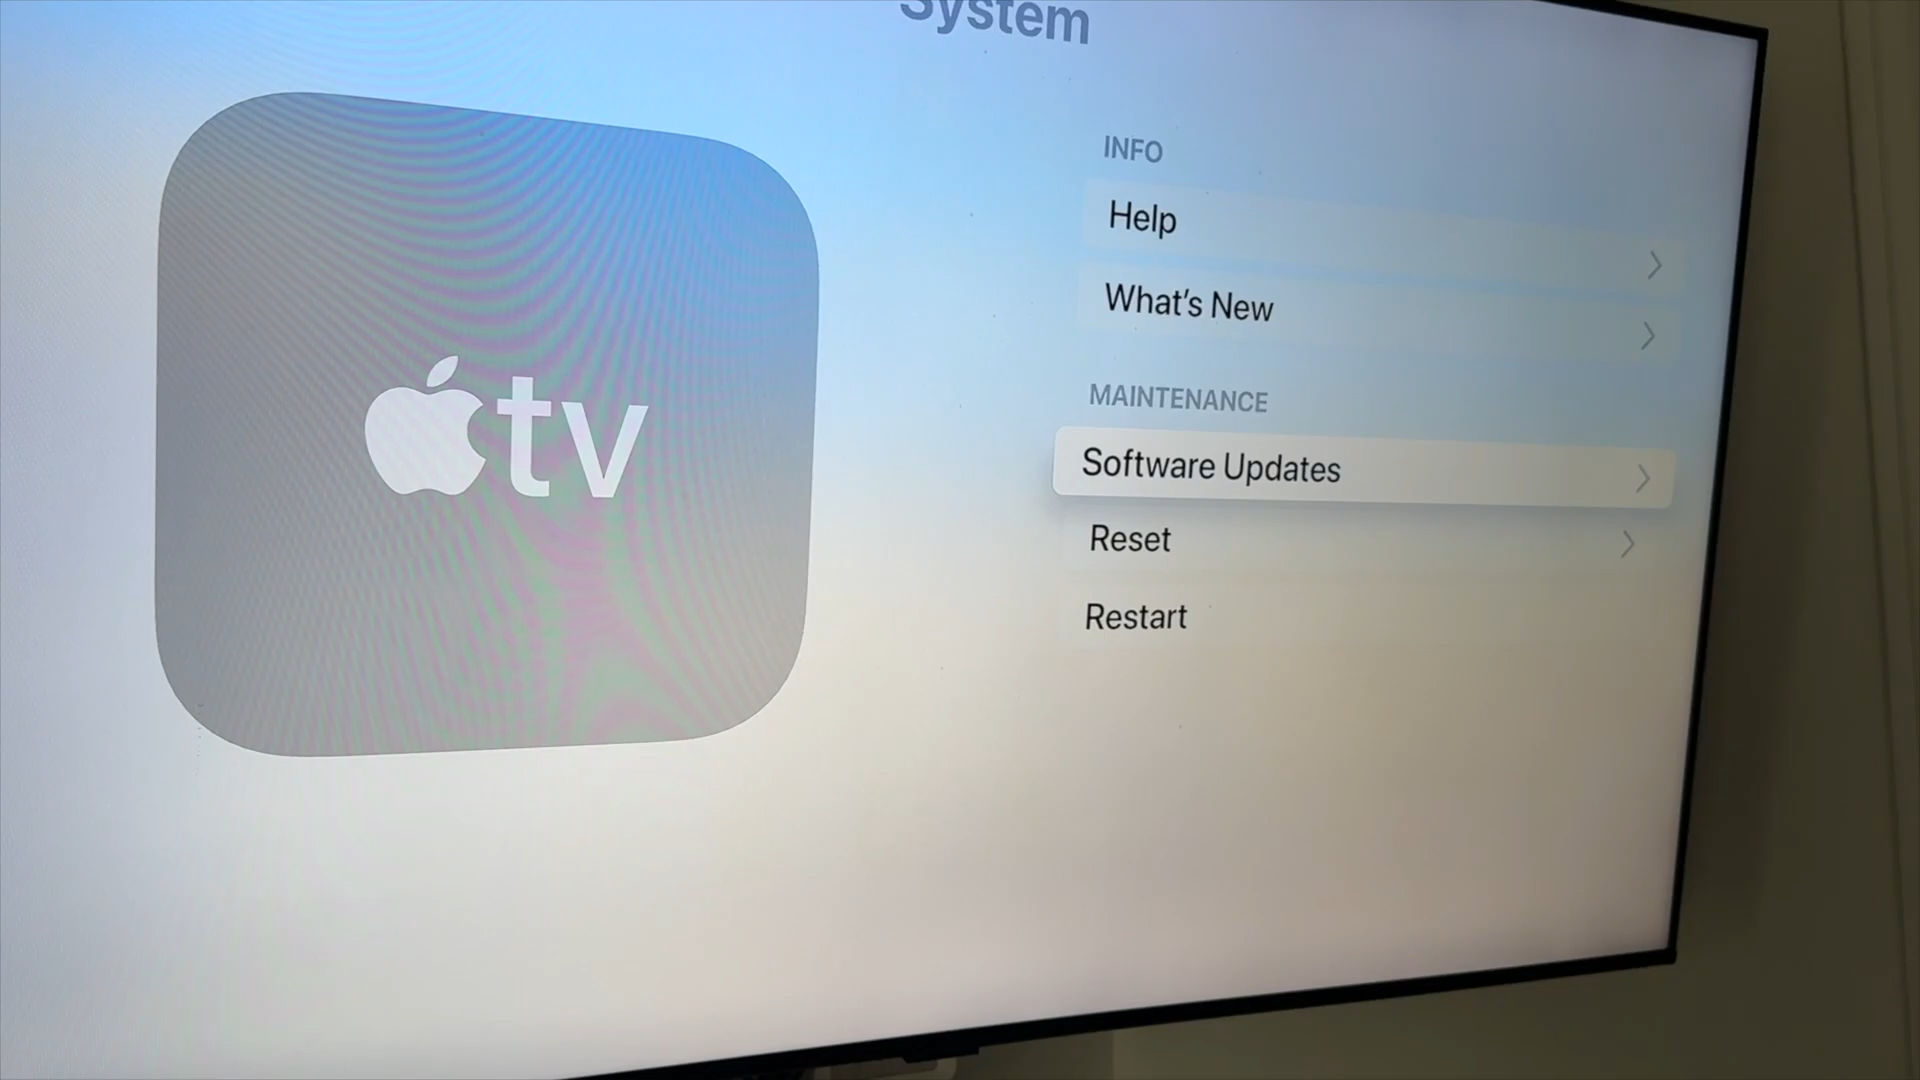 System
tv
INFO
Help
What's New
MAINTENANCE
Software Updates
Reset
Restart